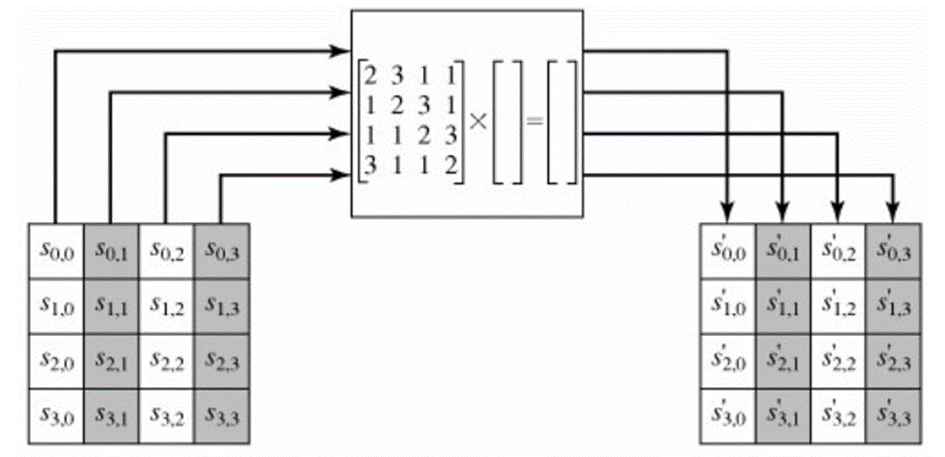 2 3 1 1
1 2 3 1
1 1 2 3
3 1 1 2
× =
s0,0 s0,1 s0,2 s0,3
s1,0 s1,1 s1,2 s1,3
s2,0 s2,1 s2,2 s2,3
s3,0 s3,1 s3,2 s3,3
s'0,0 s'0,1 s'0,2 s'0,3
s'1,0 s'1,1 s'1,2 s'1,3
s'2,0 s'2,1 s'2,2 s'2,3
s'3,0 s'3,1 s'3,2 s'3,3